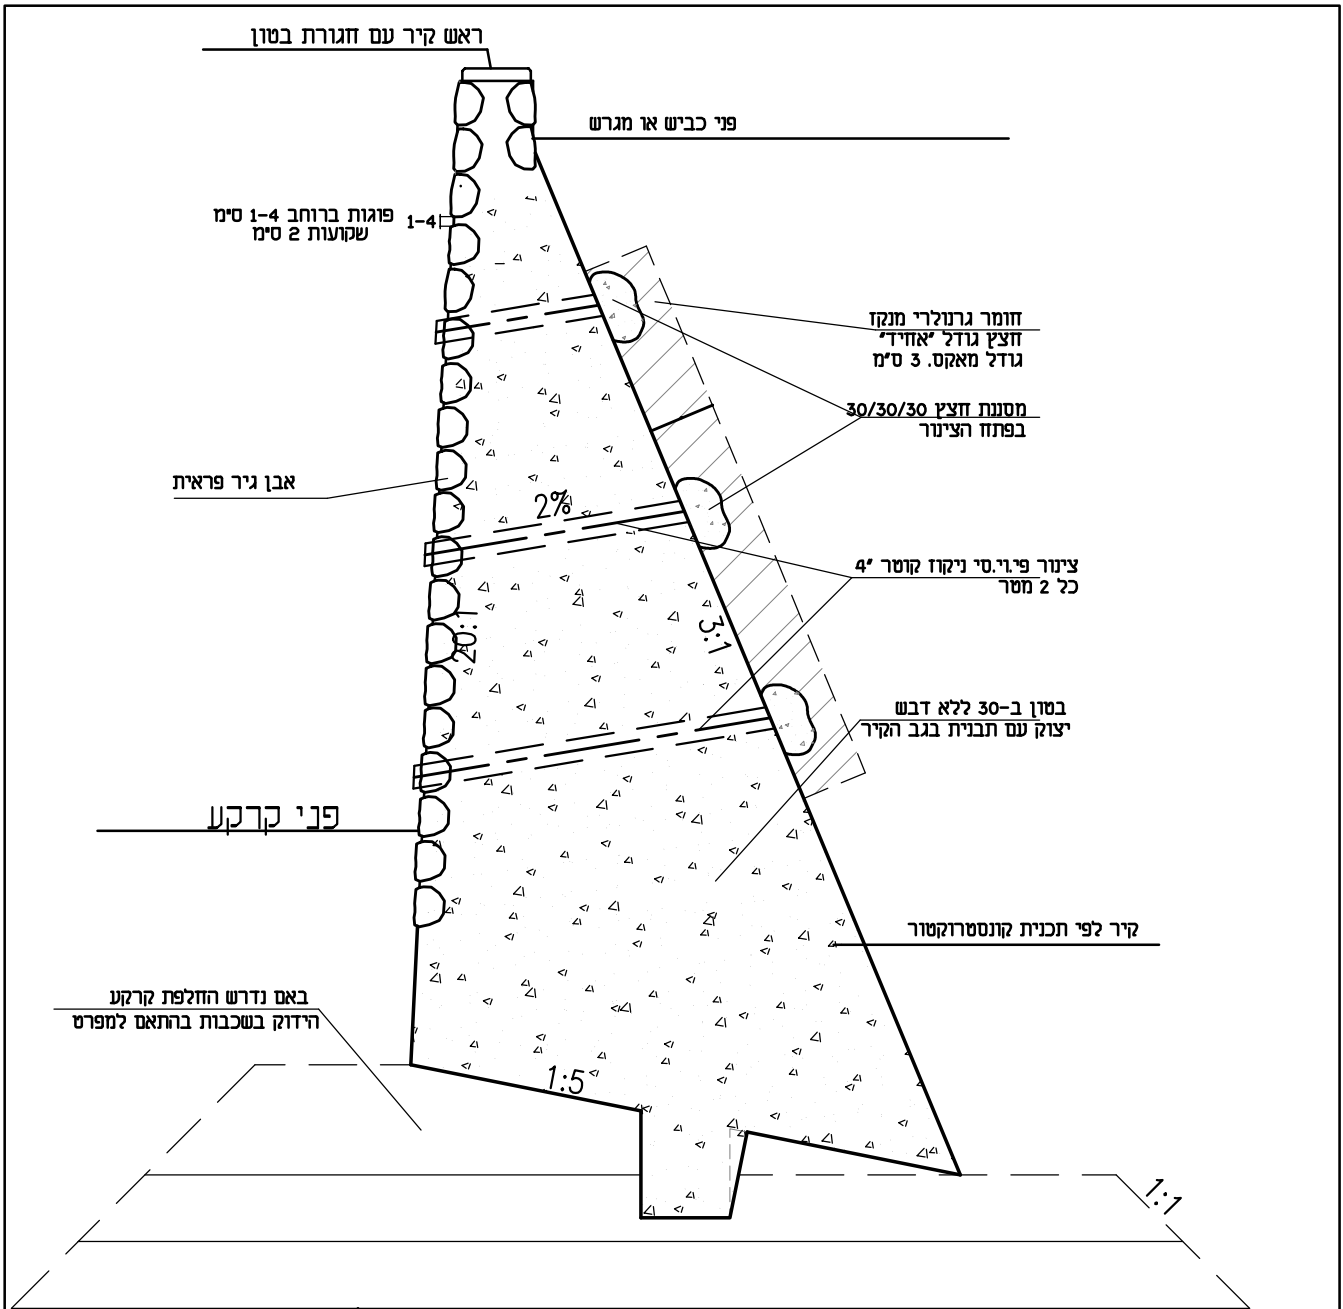 ראש קיר עם חגורת בטון
פני כביש או מגרש
פוגות ברוחב 1-4 ס"מ
שקועות 2 ס"מ
1-4
חומר גרנולרי מנקז
חצץ גודל "אחיד"
גודל מאקס. 3 ס"מ
מסננת חצץ 30/30/30
בפתח הצינור
אבן גיר פראית
2%
צינור פי.וי.סי ניקוז קוטר 4"
כל 2 מטר
20:1
3:1
בטון ב-30 ללא דבש
יצוק עם תבנית בגב הקיר
פני קרקע
קיר לפי תכנית קונסטרוקטור
באם נדרש החלפת קרקע
הידוק בשכבות בהתאם למפרט
1:5
1:1